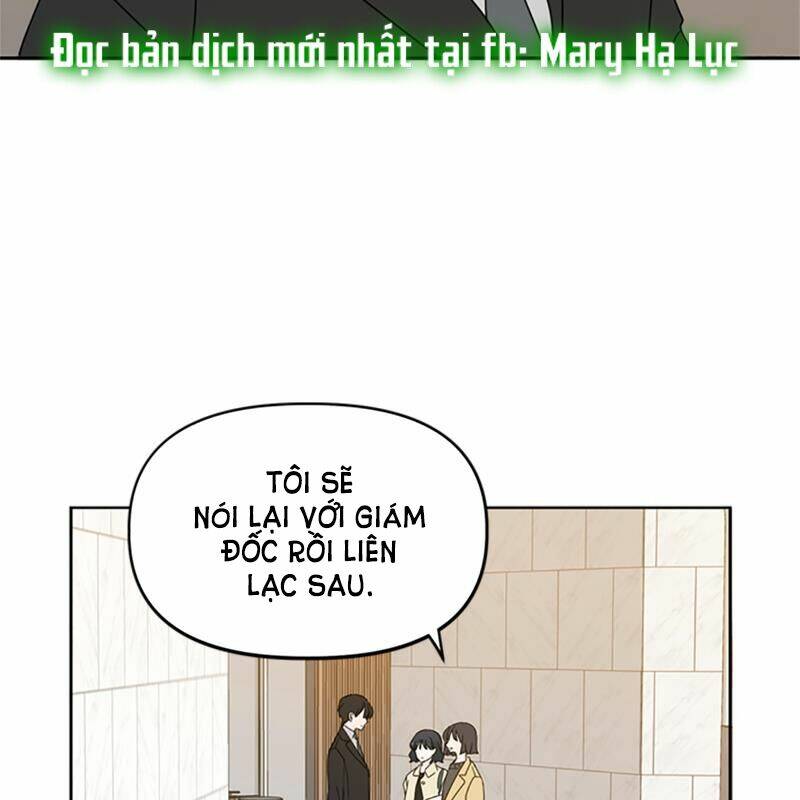 Đọc bản dịch mới nhất tại fb: Mary Hạ Lục
TÔI SẼ
NÓI LẠI VỚI GIÁM
ĐỐC RỒI LIÊN
LẠC SAU.